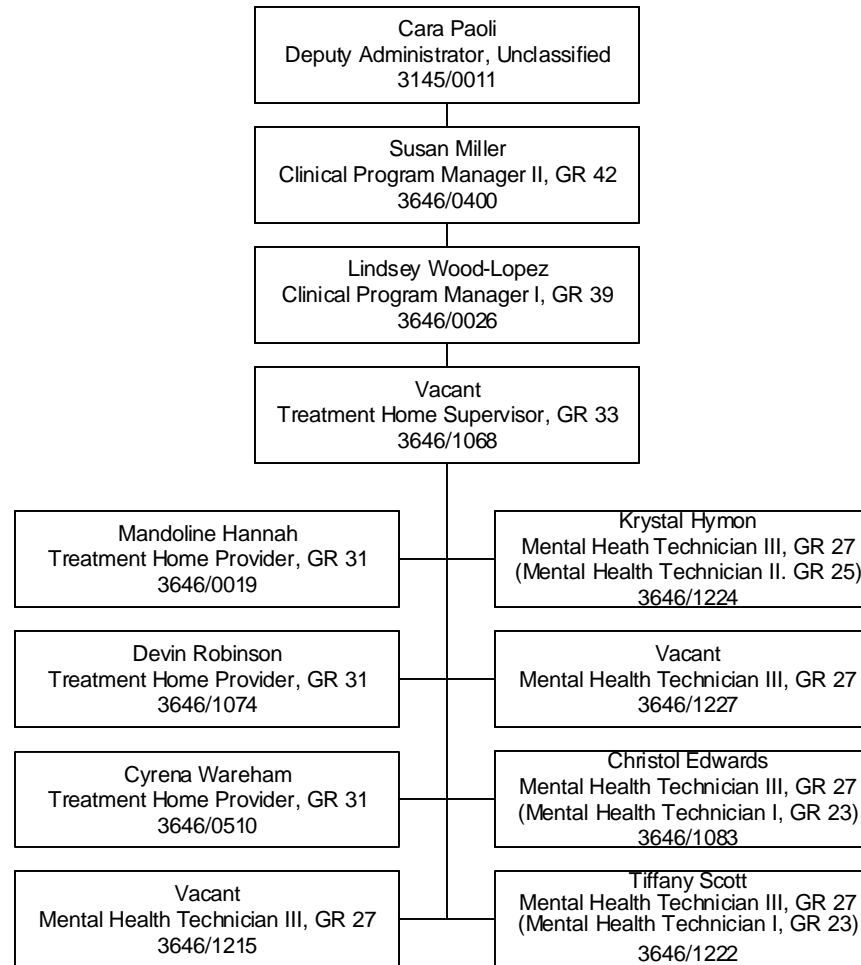 Cara Paoli
Deputy Administrator, Unclassified
3145/0011
Susan Miller
Clinical Program Manager II, GR 42
3646/0400
Lindsey Wood-Lopez
Clinical Program Manager I, GR 39
3646/0026
Vacant
Treatment Home Supervisor, GR 33
3646/1068
Mandoline Hannah
Treatment Home Provider, GR 31
3646/0019
Krystal Hymon
Mental Heath Technician III, GR 27
(Mental Health Technician II. GR 25)
3646/1224
Devin Robinson
Treatment Home Provider, GR 31
3646/1074
Vacant
Mental Health Technician III, GR 27
3646/1227
Cyrena Wareham
Treatment Home Provider, GR 31
3646/0510
Christol Edwards
Mental Health Technician III, GR 27
(Mental Health Technician I, GR 23)
3646/1083
Vacant
Mental Health Technician III, GR 27
3646/1215
Tiffany Scott
Mental Health Technician III, GR 27
(Mental Health Technician I, GR 23)
3646/1222